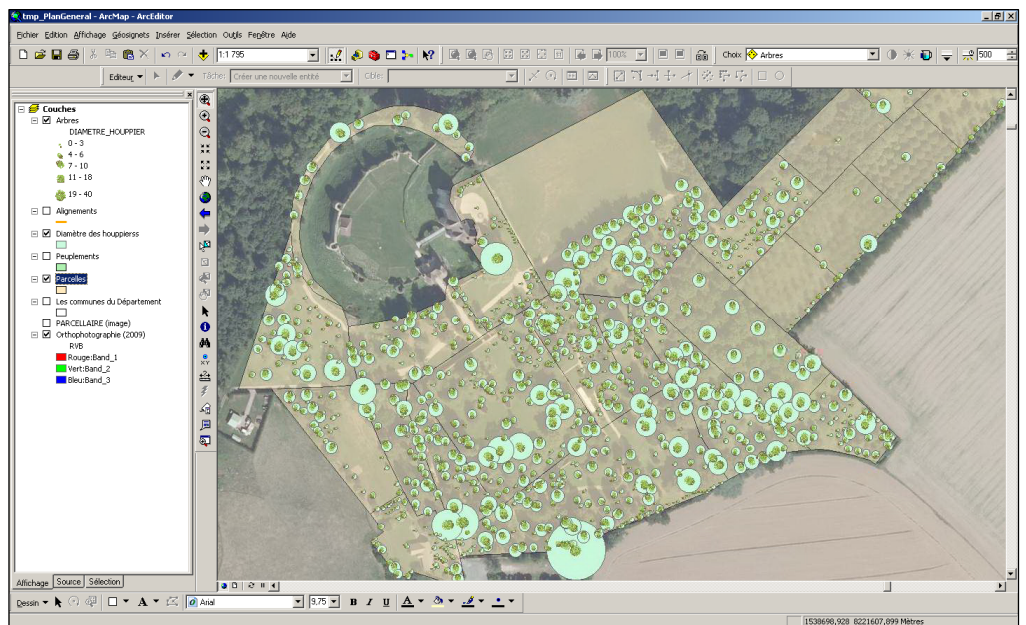 tmp_PlanGeneral - ArcMap - ArcEditor
Fichier Edition Affichage Géosignets Insérer Sélection Outils Fenêtre Aide
1:1 795 100% Choix Arbres 500
Editeur Tâche: Créer une nouvelle entité Cible:
Couches
Arbres
DIAMETRE_HOUPPIER
0 - 3
4 - 6
7 - 10
11 - 18
19 - 40
Alignements
Diamètre des houppierss
Peuplements
Parcelles
Les communes du Département
PARCELLAIRE (image)
Orthophotographie (2009)
RVB
Rouge:Band_1
Vert:Band_2
Bleu:Band_3
Affichage Source Sélection
Dessin A Arial 9,75 B I U A
1538698,928 8221607,899 Mètres